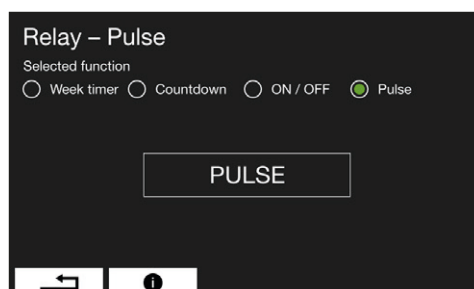 Relay – Pulse
Selected function
Week timer Countdown ON / OFF Pulse
PULSE